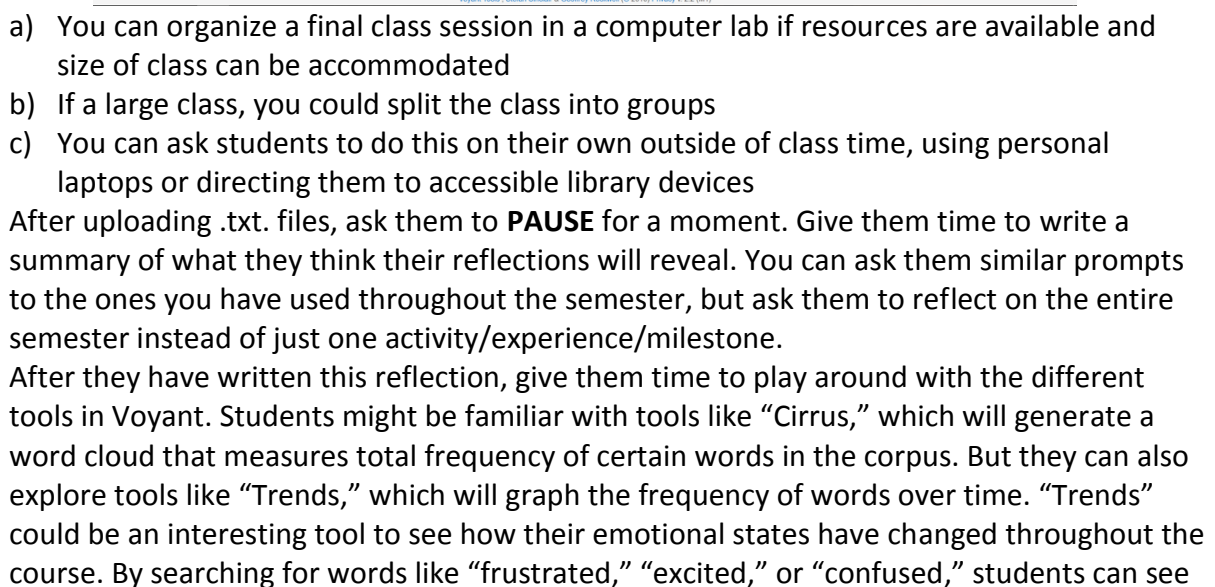 a) You can organize a final class session in a computer lab if resources are available and
size of class can be accommodated
b) If a large class, you could split the class into groups
c) You can ask students to do this on their own outside of class time, using personal
laptops or directing them to accessible library devices
After uploading .txt. files, ask them to PAUSE for a moment. Give them time to write a
summary of what they think their reflections will reveal. You can ask them similar prompts
to the ones you have used throughout the semester, but ask them to reflect on the entire
semester instead of just one activity/experience/milestone.
After they have written this reflection, give them time to play around with the different
tools in Voyant. Students might be familiar with tools like “Cirrus,” which will generate a
word cloud that measures total frequency of certain words in the corpus. But they can also
explore tools like “Trends,” which will graph the frequency of words over time. “Trends”
could be an interesting tool to see how their emotional states have changed throughout the
course. By searching for words like “frustrated,” “excited,” or “confused,” students can see